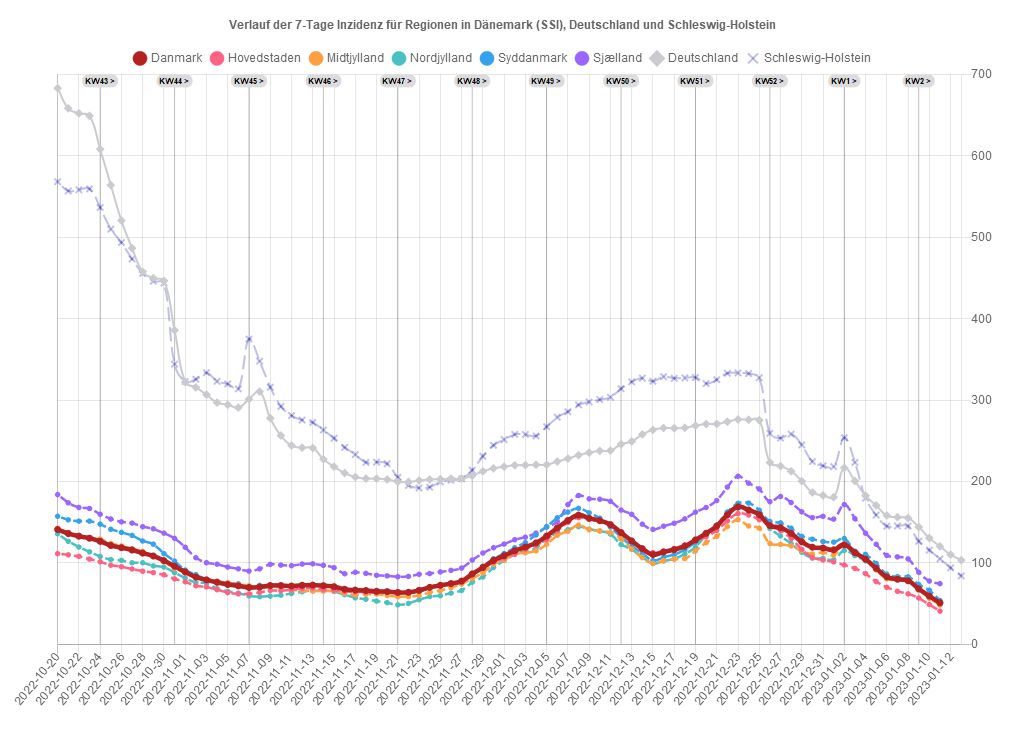 Verlauf der 7-Tage Inzidenz für Regionen in Dänemark (SSI), Deutschland und Schleswig-Holstein
Danmark Hovedstaden Midtjylland Nordjylland Syddanmark Sjælland Deutschland Schleswig-Holstein
KW43 > KW44 > KW45 > KW46 > KW47 > KW48 > KW49 > KW50 > KW51 > KW52 > KW1 > KW2 >
700
600
500
400
300
200
100
0
2022-10-20 2022-10-22 2022-10-24 2022-10-26 2022-10-28 2022-10-30 2022-11-01 2022-11-03 2022-11-05 2022-11-07 2022-11-09 2022-11-11 2022-11-13 2022-11-15 2022-11-17 2022-11-19 2022-11-21 2022-11-23 2022-11-25 2022-11-27 2022-11-29 2022-12-01 2022-12-03 2022-12-05 2022-12-07 2022-12-09 2022-12-11 2022-12-13 2022-12-15 2022-12-17 2022-12-19 2022-12-21 2022-12-23 2022-12-25 2022-12-27 2022-12-29 2022-12-31 2023-01-02 2023-01-04 2023-01-06 2023-01-08 2023-01-10 2023-01-12